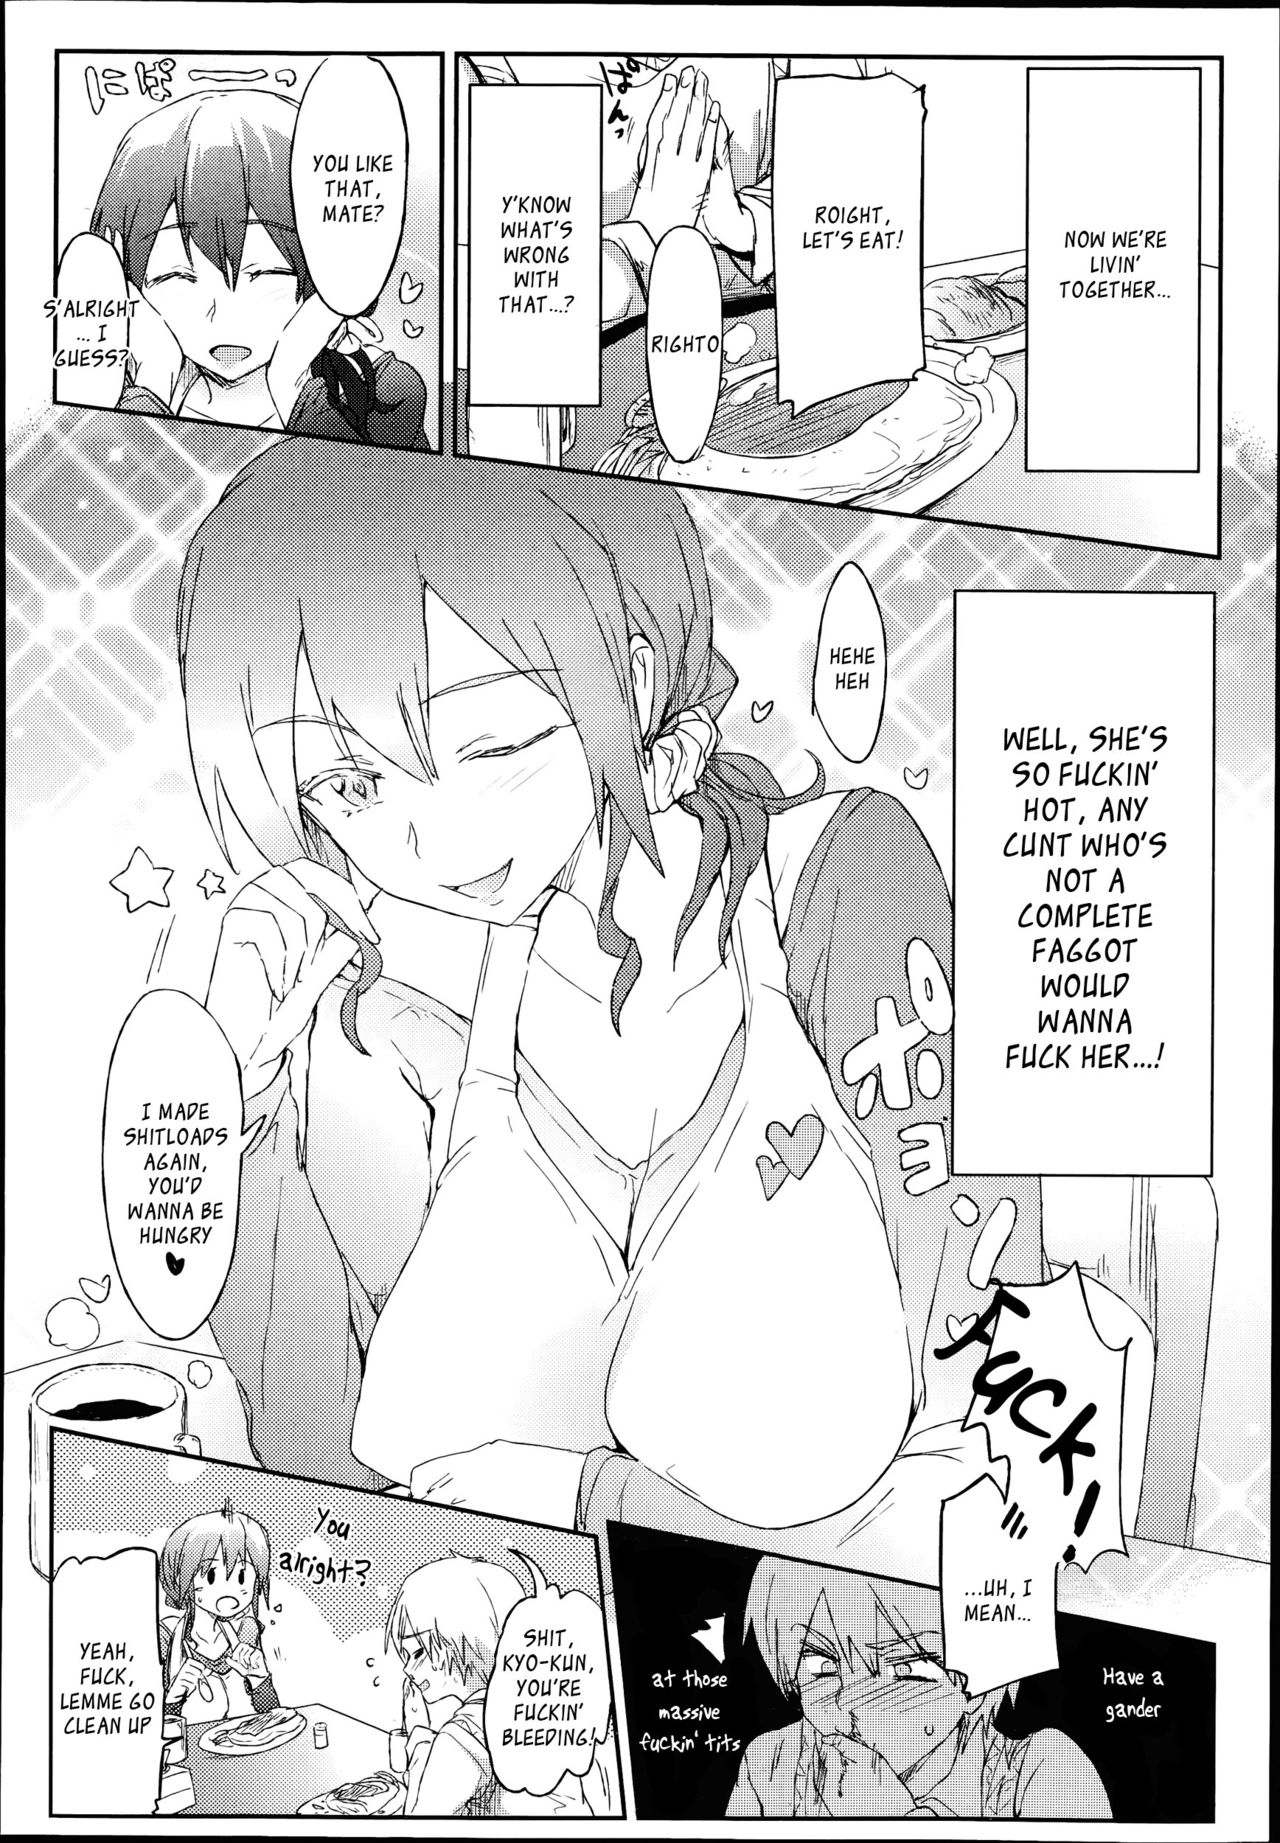 NOW WE'RE
LIVIN'
TOGETHER...
ROIGHT,
LET'S EAT!
RIGHTO
Y'KNOW
WHAT'S
WRONG
WITH
THAT...?
にぱーっ
YOU LIKE
THAT,
MATE?
S'ALRIGHT
... I
GUESS?
HEHE
HEH
WELL, SHE'S
SO FUCKIN'
HOT, ANY
CUNT WHO'S
NOT A
COMPLETE
FAGGOT
WOULD
WANNA
FUCK HER...!
ポヨン
I MADE
SHITLOADS
AGAIN,
YOU'D
WANNA BE
HUNGRY
Fuck!
...UH, I
MEAN...
Have a
gander
at those
massive
fuckin' tits
SHIT,
KYO-KUN,
YOU'RE
FUCKIN'
BLEEDING!
You
alright?
YEAH,
FUCK,
LEMME GO
CLEAN UP